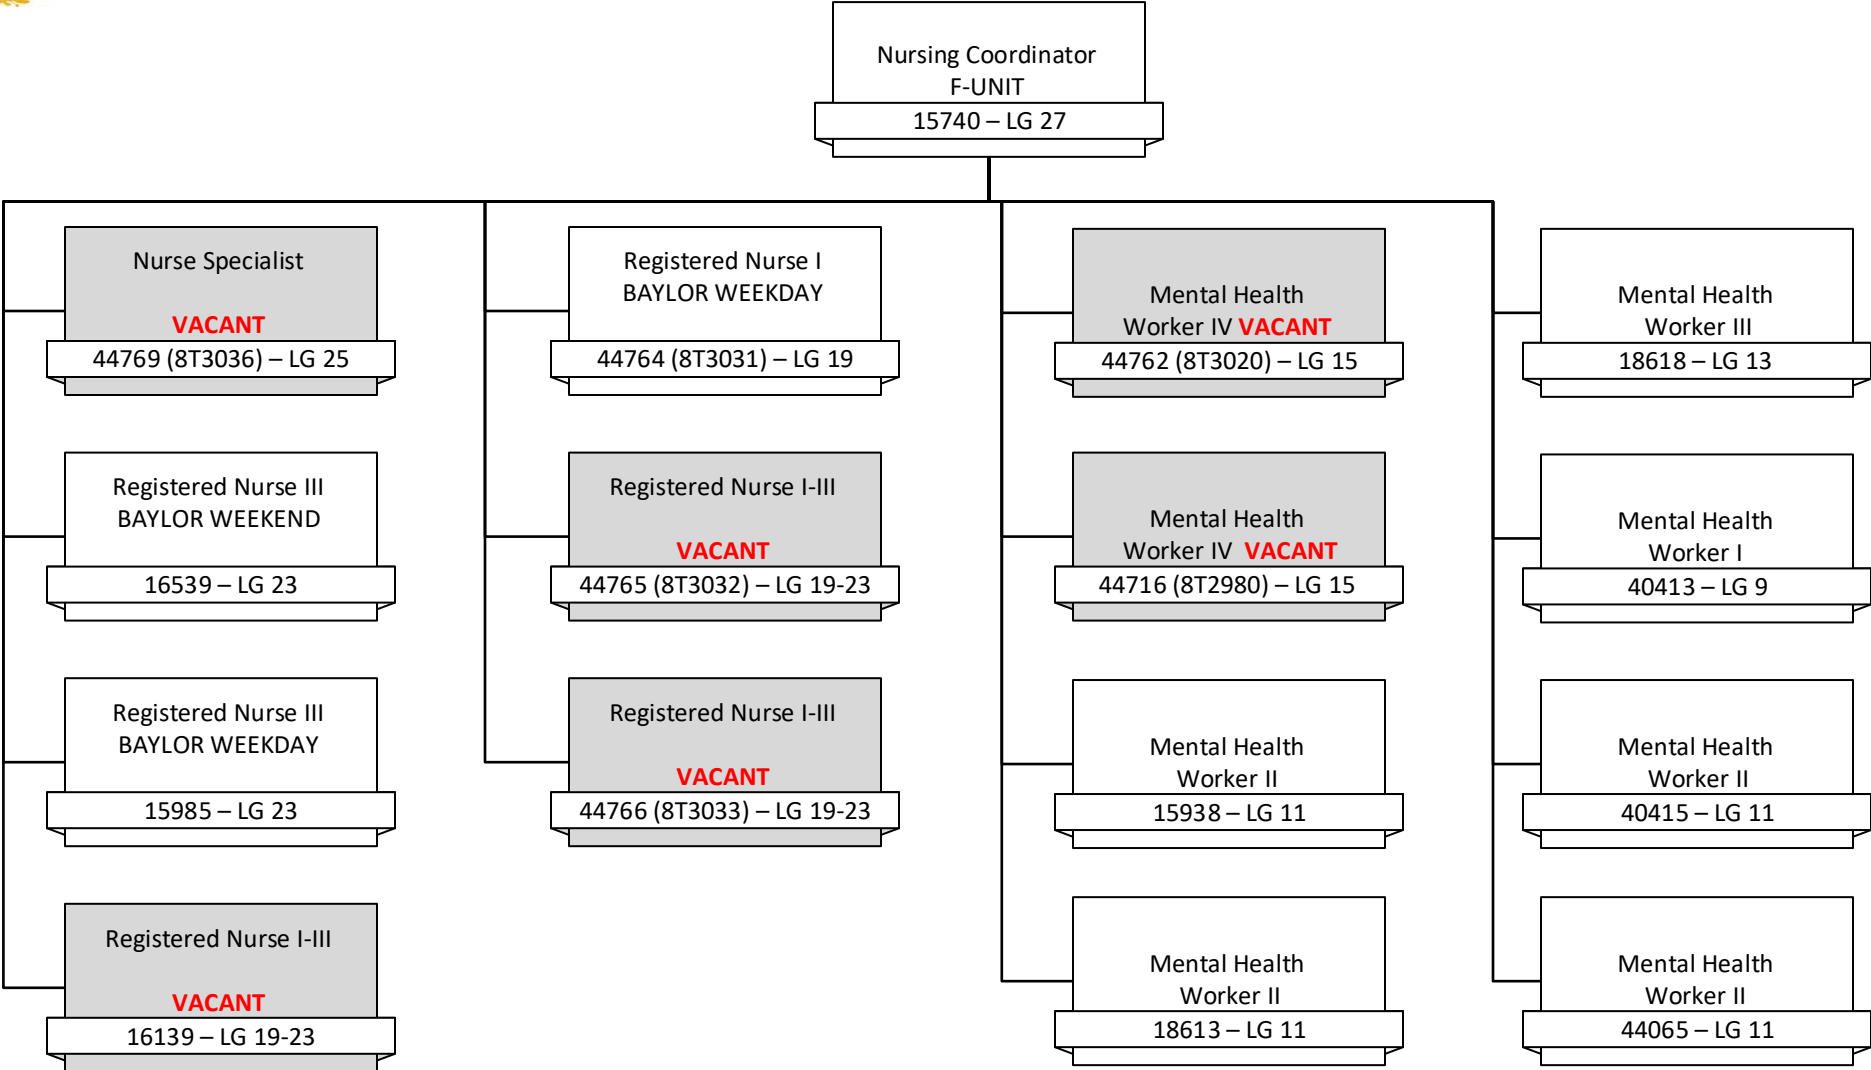 Nursing Coordinator
F-UNIT
15740 – LG 27
Nurse Specialist
VACANT
44769 (8T3036) – LG 25
Registered Nurse III
BAYLOR WEEKEND
16539 – LG 23
Registered Nurse III
BAYLOR WEEKDAY
15985 – LG 23
Registered Nurse I-III
VACANT
16139 – LG 19-23
Registered Nurse I
BAYLOR WEEKDAY
44764 (8T3031) – LG 19
Registered Nurse I-III
VACANT
44765 (8T3032) – LG 19-23
Registered Nurse I-III
VACANT
44766 (8T3033) – LG 19-23
Mental Health
Worker IV VACANT
44762 (8T3020) – LG 15
Mental Health
Worker IV VACANT
44716 (8T2980) – LG 15
Mental Health
Worker II
15938 – LG 11
Mental Health
Worker II
18613 – LG 11
Mental Health
Worker III
18618 – LG 13
Mental Health
Worker I
40413 – LG 9
Mental Health
Worker II
40415 – LG 11
Mental Health
Worker II
44065 – LG 11